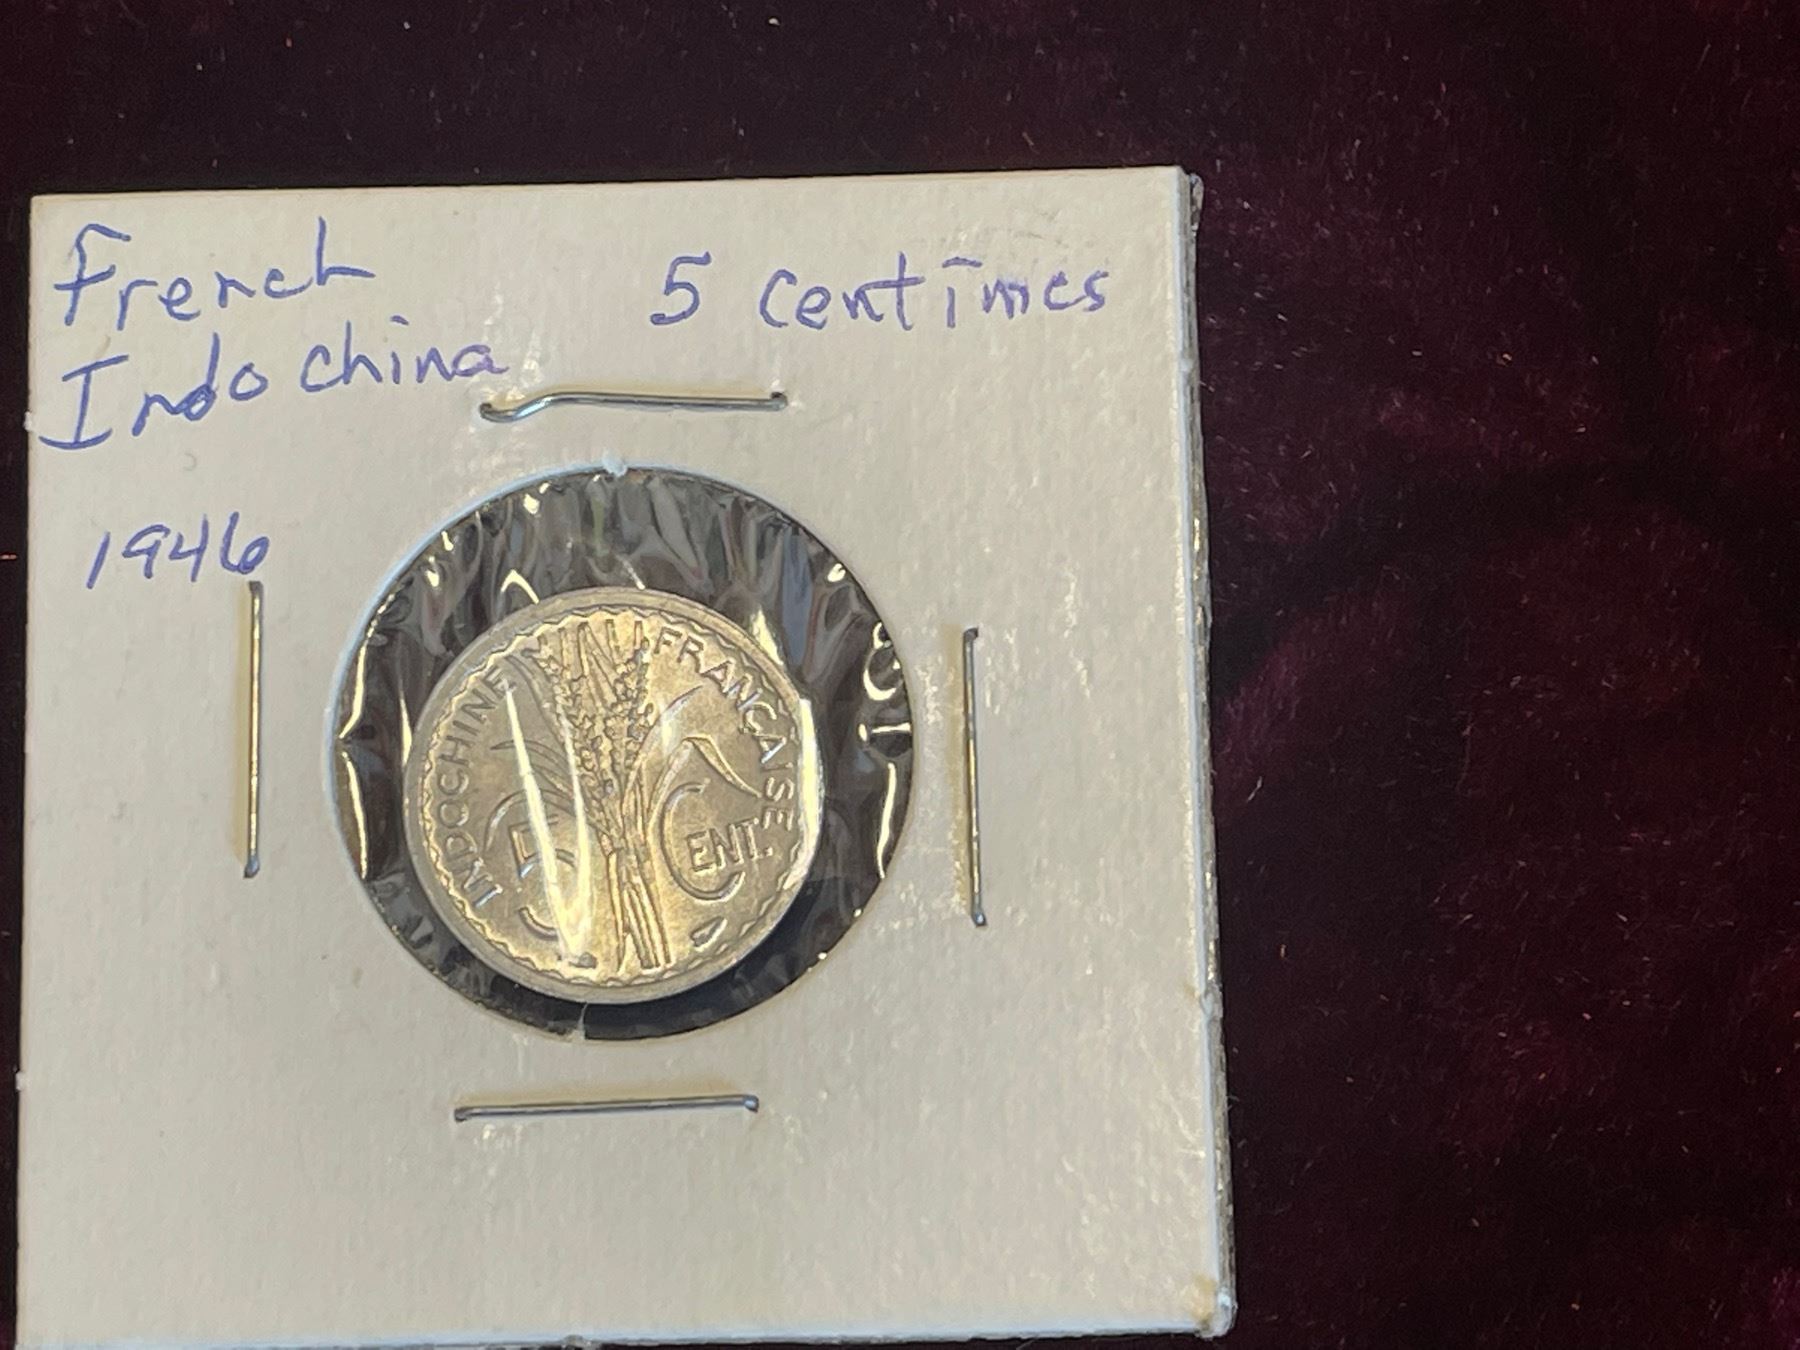 French
Indo china
5 centimes
1946
INDOCHINE FRANÇAISE
5 CENT.